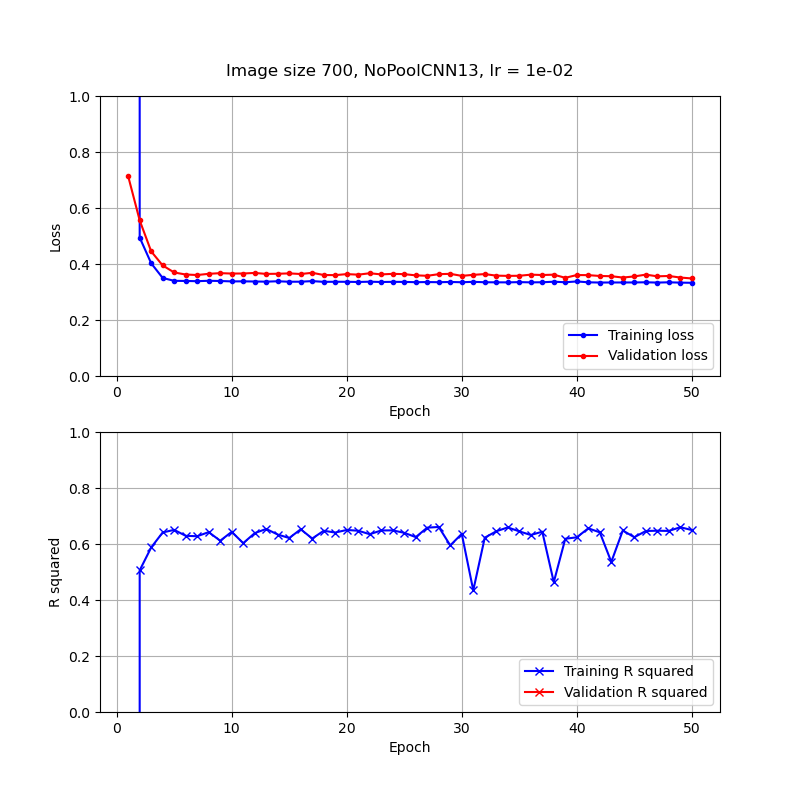 Image size 700, NoPoolCNN13, lr = 1e-02
1.0
0.8
0.6
0.4
0.2
0.0
Loss
Training loss
Validation loss
0 10 20 30 40 50
Epoch
1.0
0.8
0.6
0.4
0.2
0.0
R squared
Training R squared
Validation R squared
0 10 20 30 40 50
Epoch